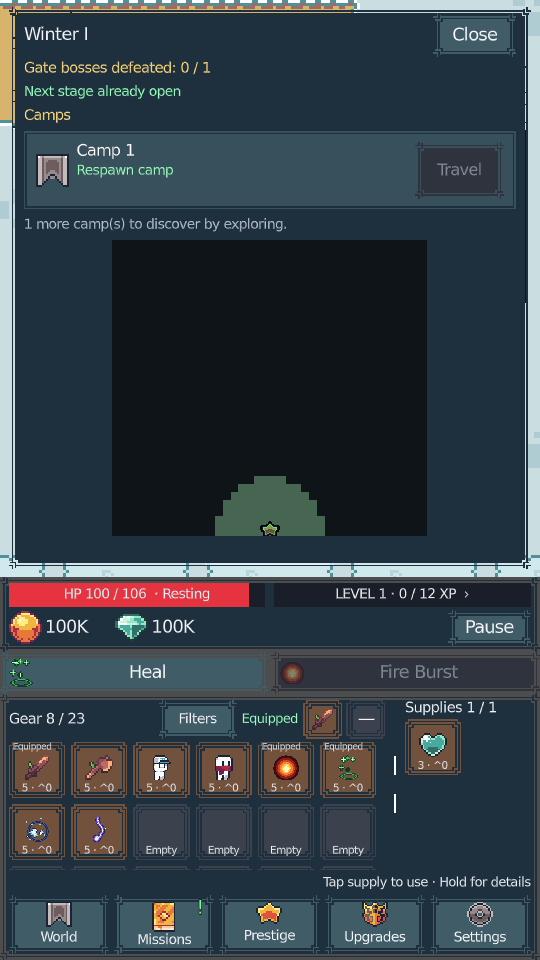 Winter I
Close
Gate bosses defeated: 0 / 1
Next stage already open
Camps
Camp 1
Respawn camp
Travel
1 more camp(s) to discover by exploring.
HP 100 / 106 · Resting
LEVEL 1 · 0 / 12 XP ›
100K
100K
Pause
Heal
Fire Burst
Gear 8 / 23
Filters
Equipped
—
Supplies 1 / 1
Equipped
Equipped
Equipped
5 · ^0
5 · ^0
5 · ^0
5 · ^0
5 · ^0
5 · ^0
3 · ^0
5 · ^0
5 · ^0
Empty
Empty
Empty
Empty
Tap supply to use · Hold for details
World
!
Missions
Prestige
Upgrades
Settings